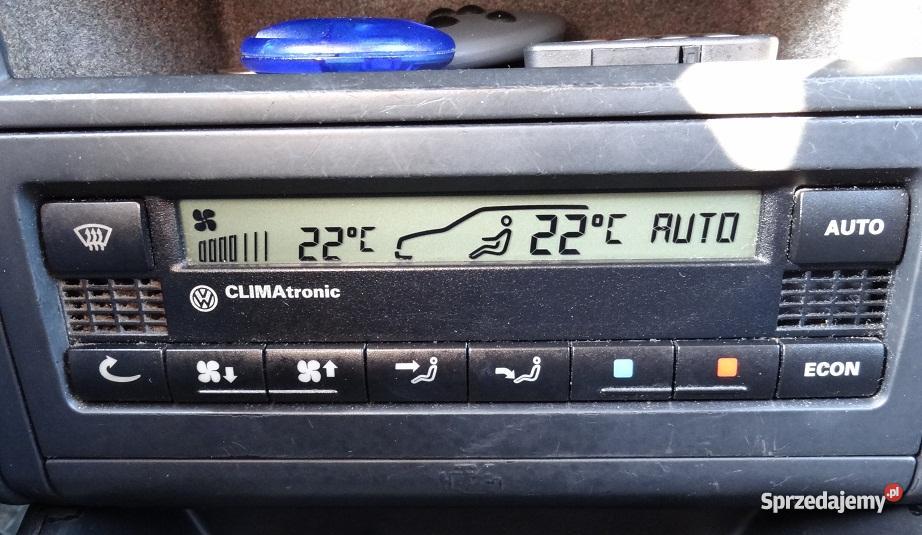 22°C 22°C AUTO
AUTO
CLIMAtronic
ECON
Sprzedajemy.pl